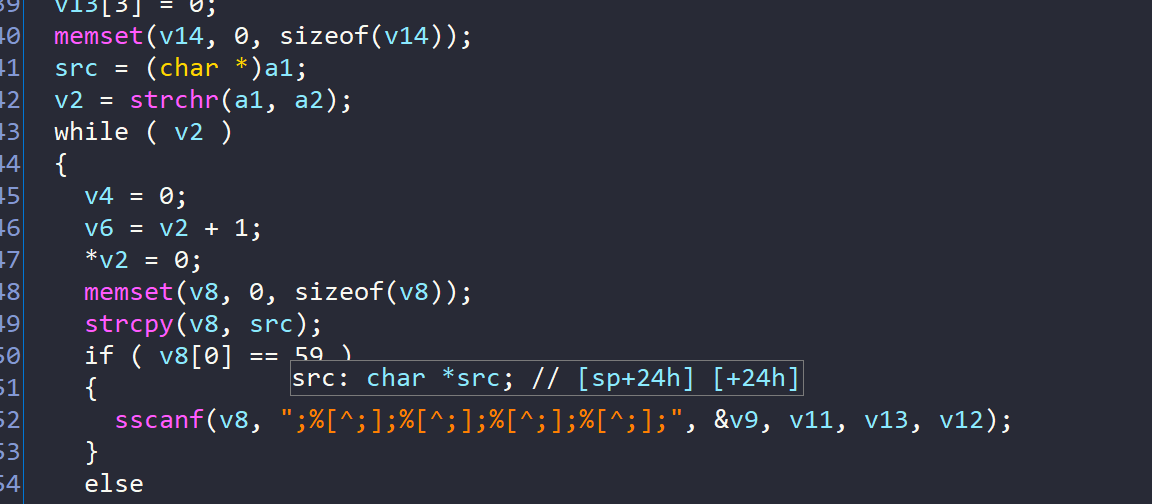 39 v13[3] = 0;
40 memset(v14, 0, sizeof(v14));
41 src = (char *)a1;
42 v2 = strchr(a1, a2);
43 while ( v2 )
44 {
45 v4 = 0;
46 v6 = v2 + 1;
47 *v2 = 0;
48 memset(v8, 0, sizeof(v8));
49 strcpy(v8, src);
50 if ( v8[0] == 59 )
src: char *src; // [sp+24h] [+24h]
51 {
52 sscanf(v8, ";%[^;];%[^;];%[^;];%[^;];", &v9, v11, v13, v12);
53 }
54 else